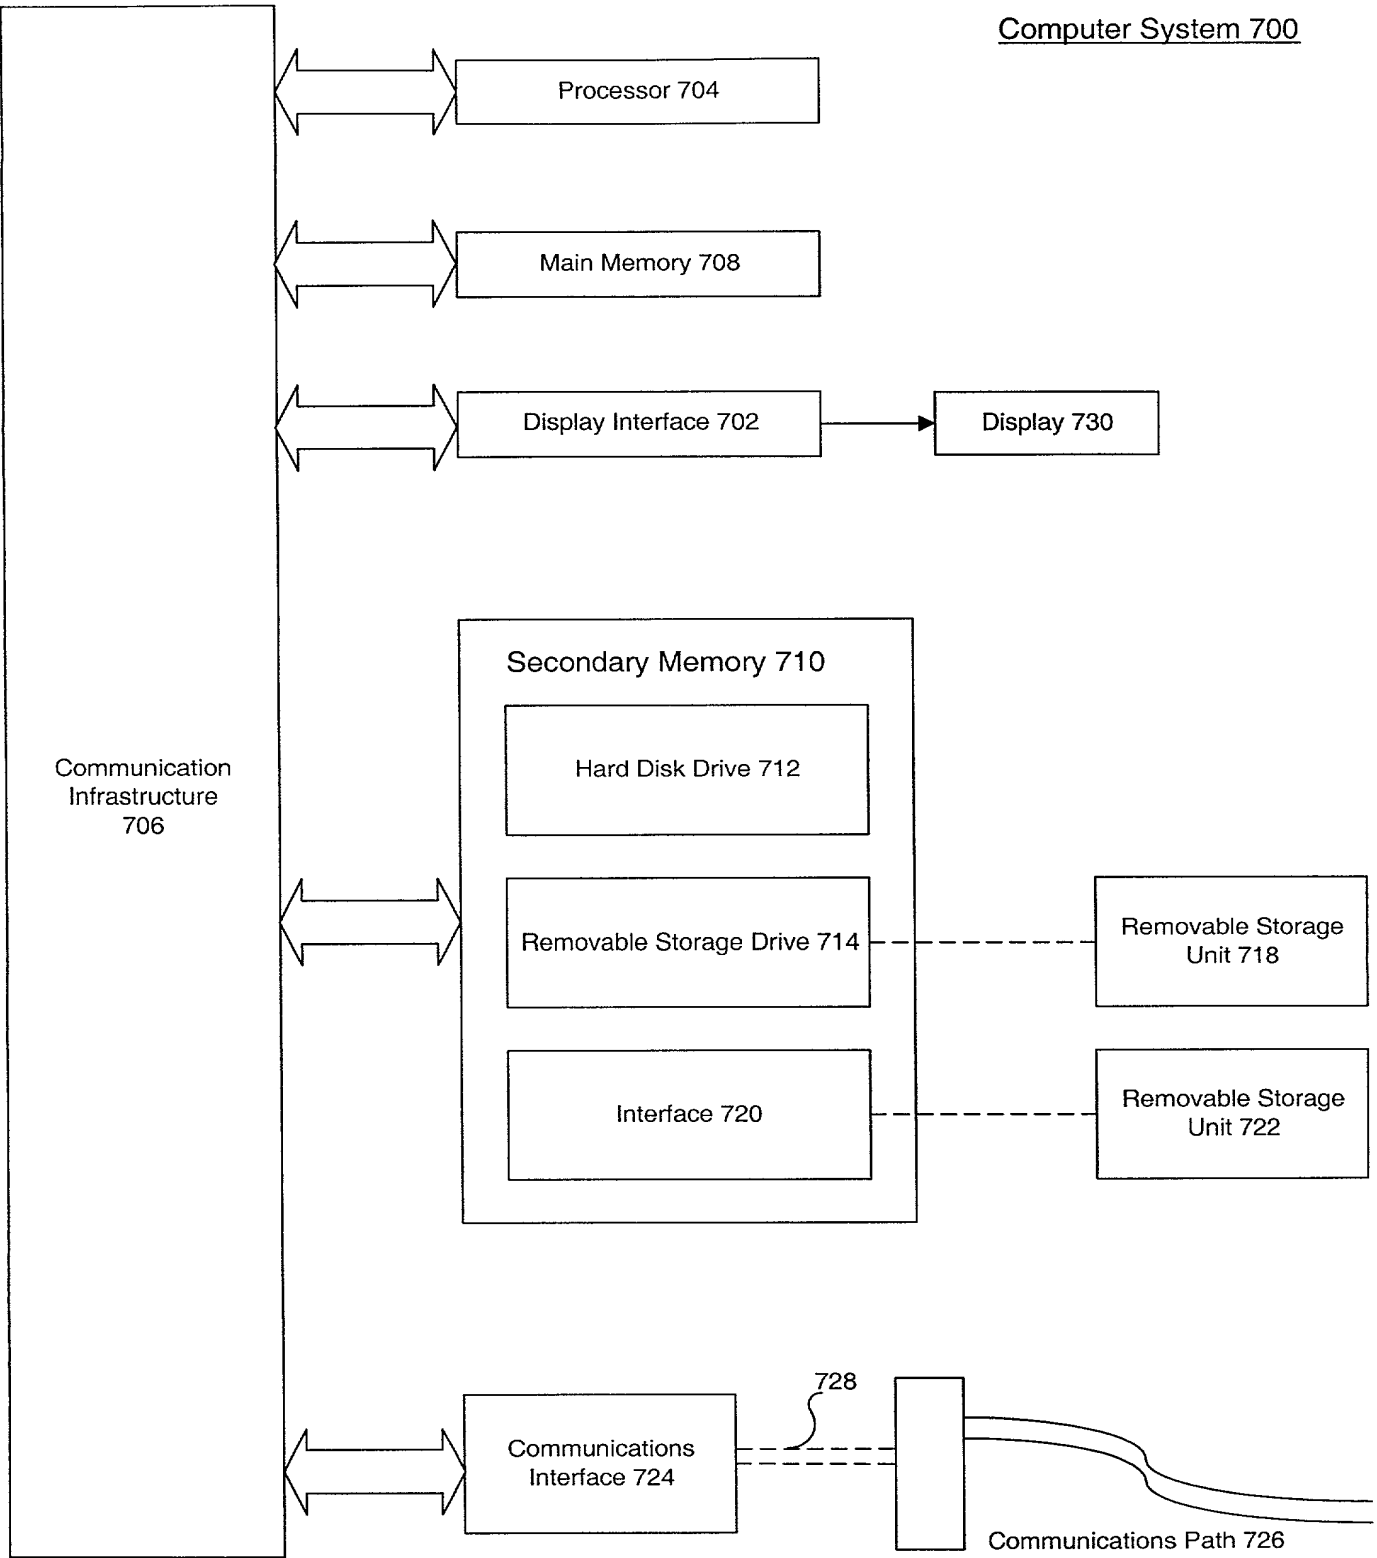 Computer System 700
Processor 704
Main Memory 708
Display Interface 702
Display 730
Secondary Memory 710
Hard Disk Drive 712
Communication
Infrastructure
706
Removable Storage Drive 714
Removable Storage
Unit 718
Interface 720
Removable Storage
Unit 722
728
Communications
Interface 724
Communications Path 726